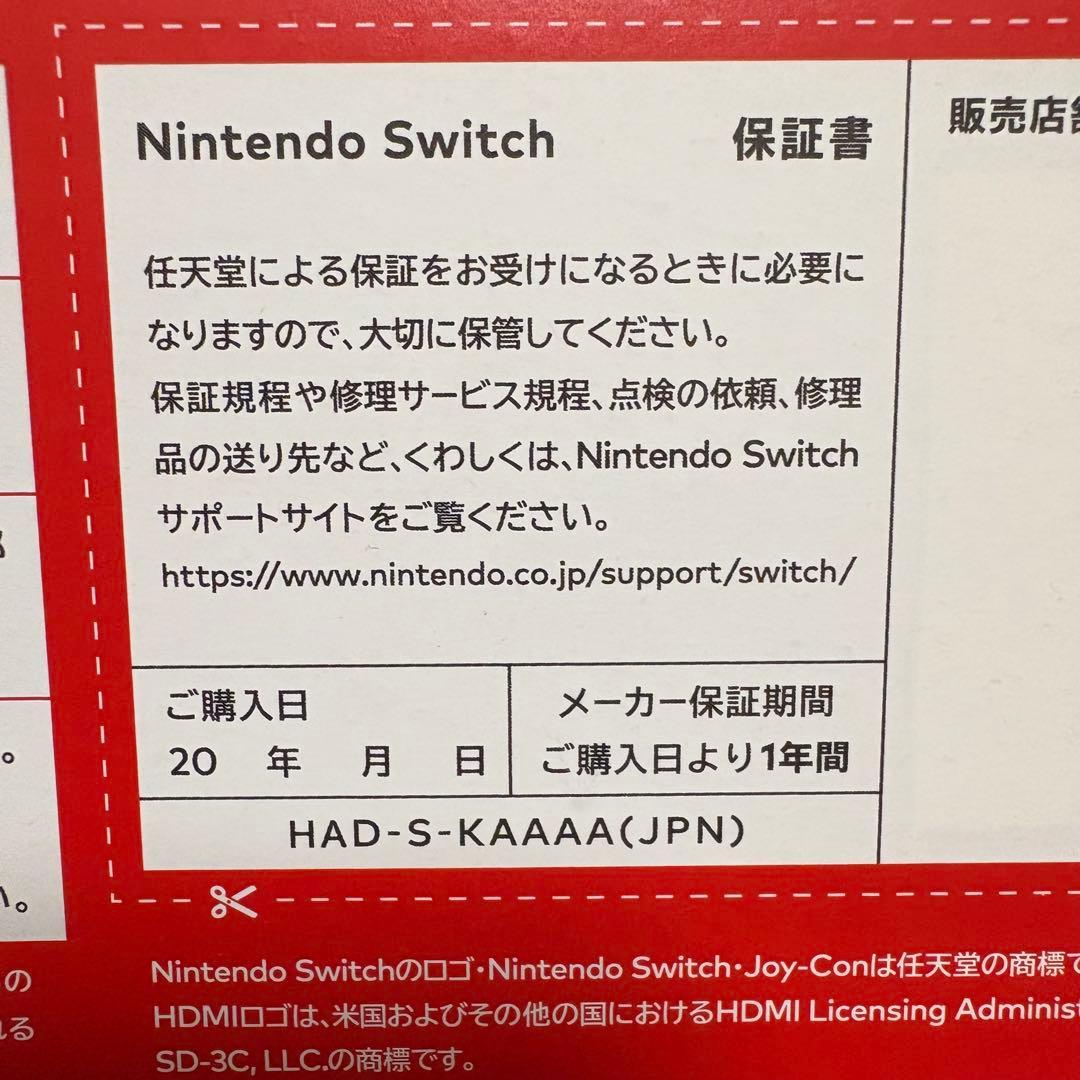 Nintendo Switch 保証書
販売店
任天堂による保証をお受けになるときに必要に
なりますので、大切に保管してください。
保証規程や修理サービス規程、点検の依頼、修理
品の送り先など、くわしくは、Nintendo Switch
サポートサイトをご覧ください。
https://www.nintendo.co.jp/support/switch/
ご購入日
20 年 月 日
メーカー保証期間
ご購入日より1年間
HAD-S-KAAAA(JPN)
い。
の
れる
Nintendo Switchのロゴ・Nintendo Switch・Joy-Conは任天堂の商標で
HDMIロゴは、米国およびその他の国におけるHDMI Licensing Administ
SD-3C, LLC.の商標です。